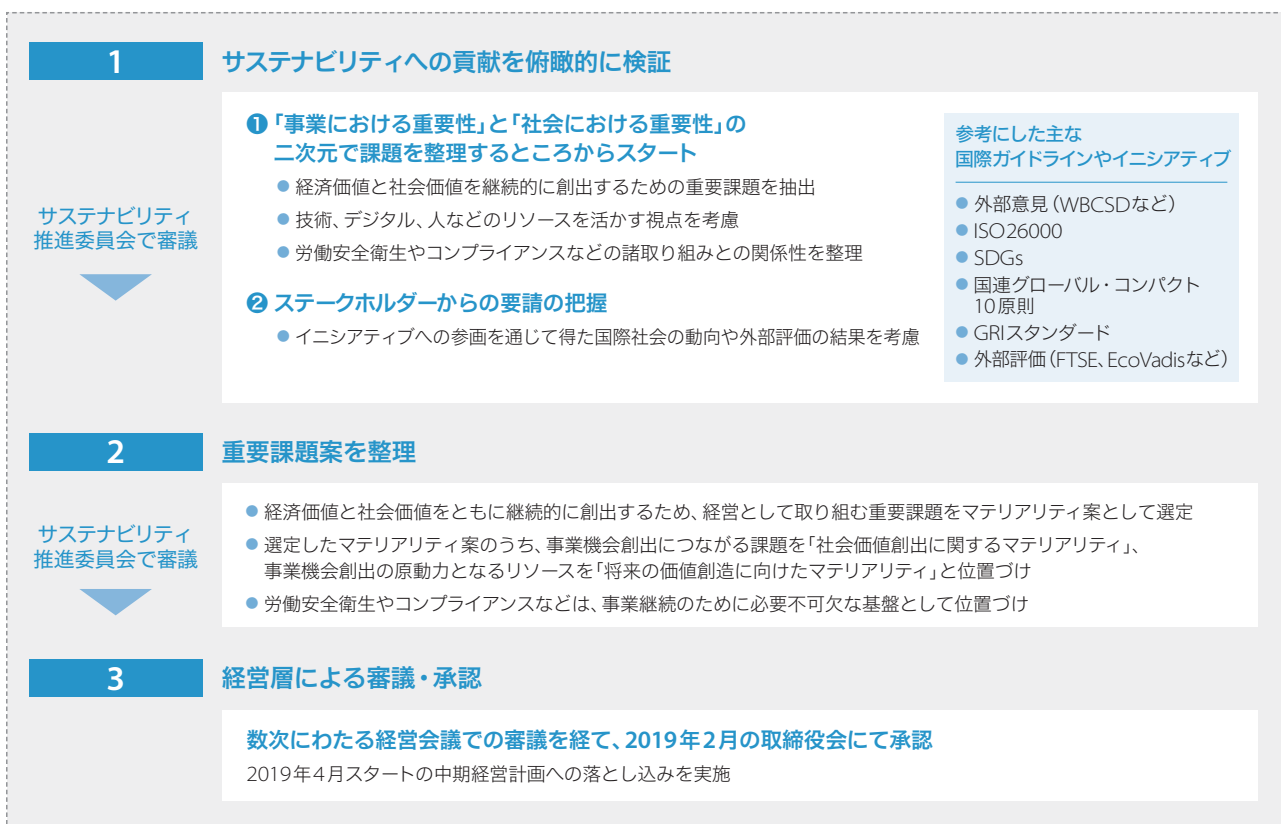 1
サステナビリティへの貢献を俯瞰的に検証
サステナビリティ
推進委員会で審議
❶「事業における重要性」と「社会における重要性」の
二次元で課題を整理するところからスタート
● 経済価値と社会価値を継続的に創出するための重要課題を抽出
● 技術、デジタル、人などのリソースを活かす視点を考慮
● 労働安全衛生やコンプライアンスなどの諸取り組みとの関係性を整理
❷ ステークホルダーからの要請の把握
● イニシアティブへの参画を通じて得た国際社会の動向や外部評価の結果を考慮
参考にした主な
国際ガイドラインやイニシアティブ
● 外部意見（WBCSDなど）
● ISO26000
● SDGs
● 国連グローバル・コンパクト
10原則
● GRIスタンダード
● 外部評価（FTSE、EcoVadisなど）
2
重要課題案を整理
サステナビリティ
推進委員会で審議
● 経済価値と社会価値をともに継続的に創出するため、経営として取り組む重要課題をマテリアリティ案として選定
● 選定したマテリアリティ案のうち、事業機会創出につながる課題を「社会価値創出に関するマテリアリティ」、
事業機会創出の原動力となるリソースを「将来の価値創造に向けたマテリアリティ」と位置づけ
● 労働安全衛生やコンプライアンスなどは、事業継続のために必要不可欠な基盤として位置づけ
3
経営層による審議・承認
数次にわたる経営会議での審議を経て、2019年2月の取締役会にて承認
2019年4月スタートの中期経営計画への落とし込みを実施